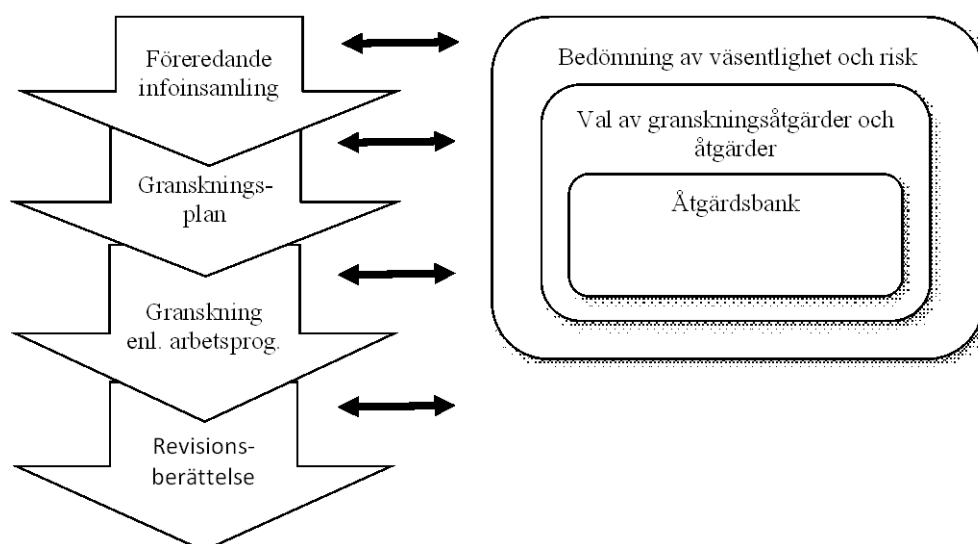 Föreredande
infoinsamling
Gransknings-
plan
Granskning
enl. arbetsprog.
Revisions-
berättelse
Bedömning av väsentlighet och risk
Val av granskningsåtgärder och
åtgärder
Åtgärdsbank